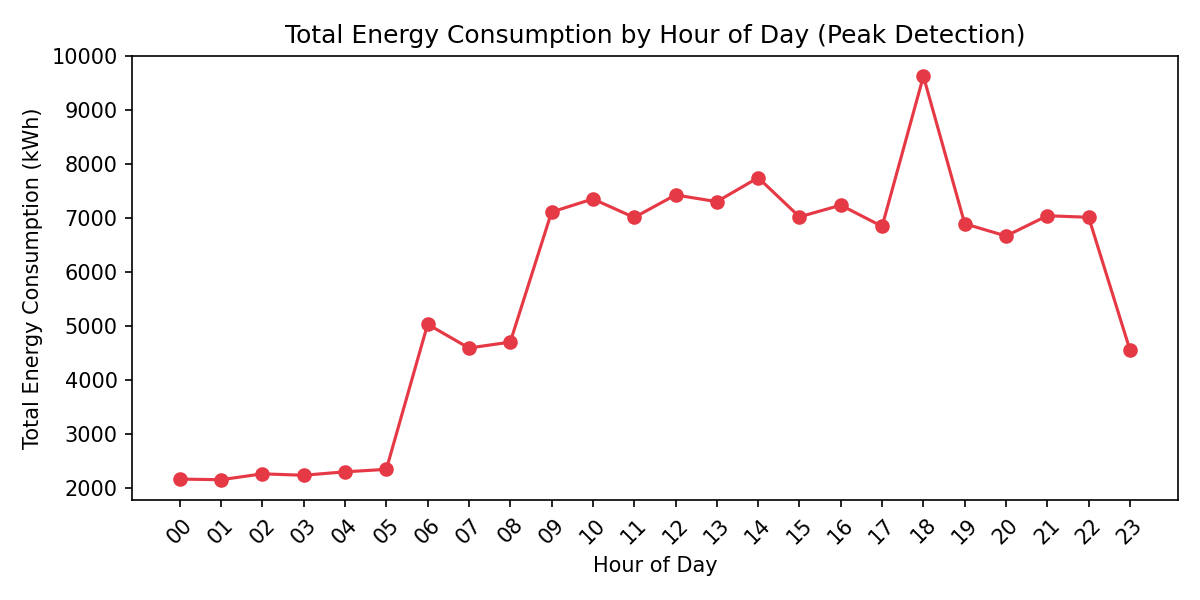 Total Energy Consumption by Hour of Day (Peak Detection)
Total Energy Consumption (kWh)
10000
9000
8000
7000
6000
5000
4000
3000
2000
00 01 02 03 04 05 06 07 08 09 10 11 12 13 14 15 16 17 18 19 20 21 22 23
Hour of Day